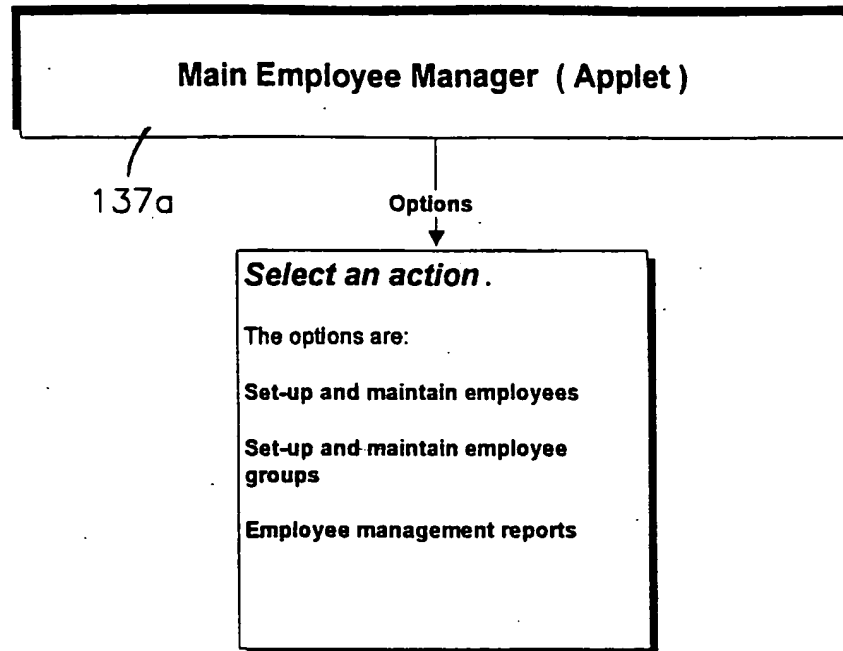 Main Employee Manager ( Applet )
137a
Options
Select an action.
The options are:
Set-up and maintain employees
Set-up and maintain employee
groups
Employee management reports